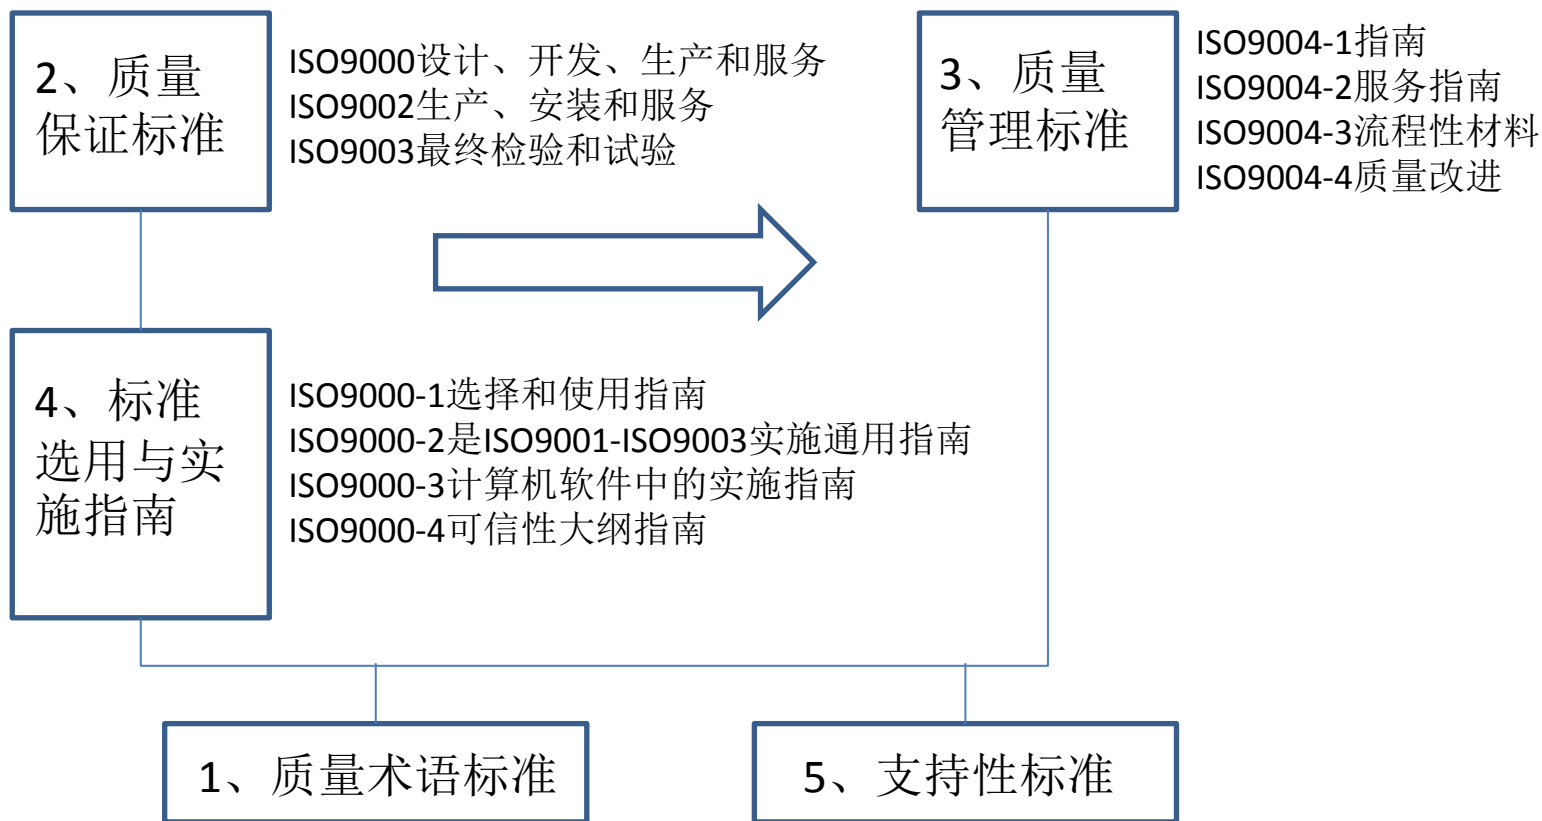 2、质量
保证标准
ISO9000设计、开发、生产和服务
ISO9002生产、安装和服务
ISO9003最终检验和试验
3、质量
管理标准
ISO9004-1指南
ISO9004-2服务指南
ISO9004-3流程性材料
ISO9004-4质量改进
4、标准
选用与实
施指南
ISO9000-1选择和使用指南
ISO9000-2是ISO9001-ISO9003实施通用指南
ISO9000-3计算机软件中的实施指南
ISO9000-4可信性大纲指南
1、质量术语标准
5、支持性标准